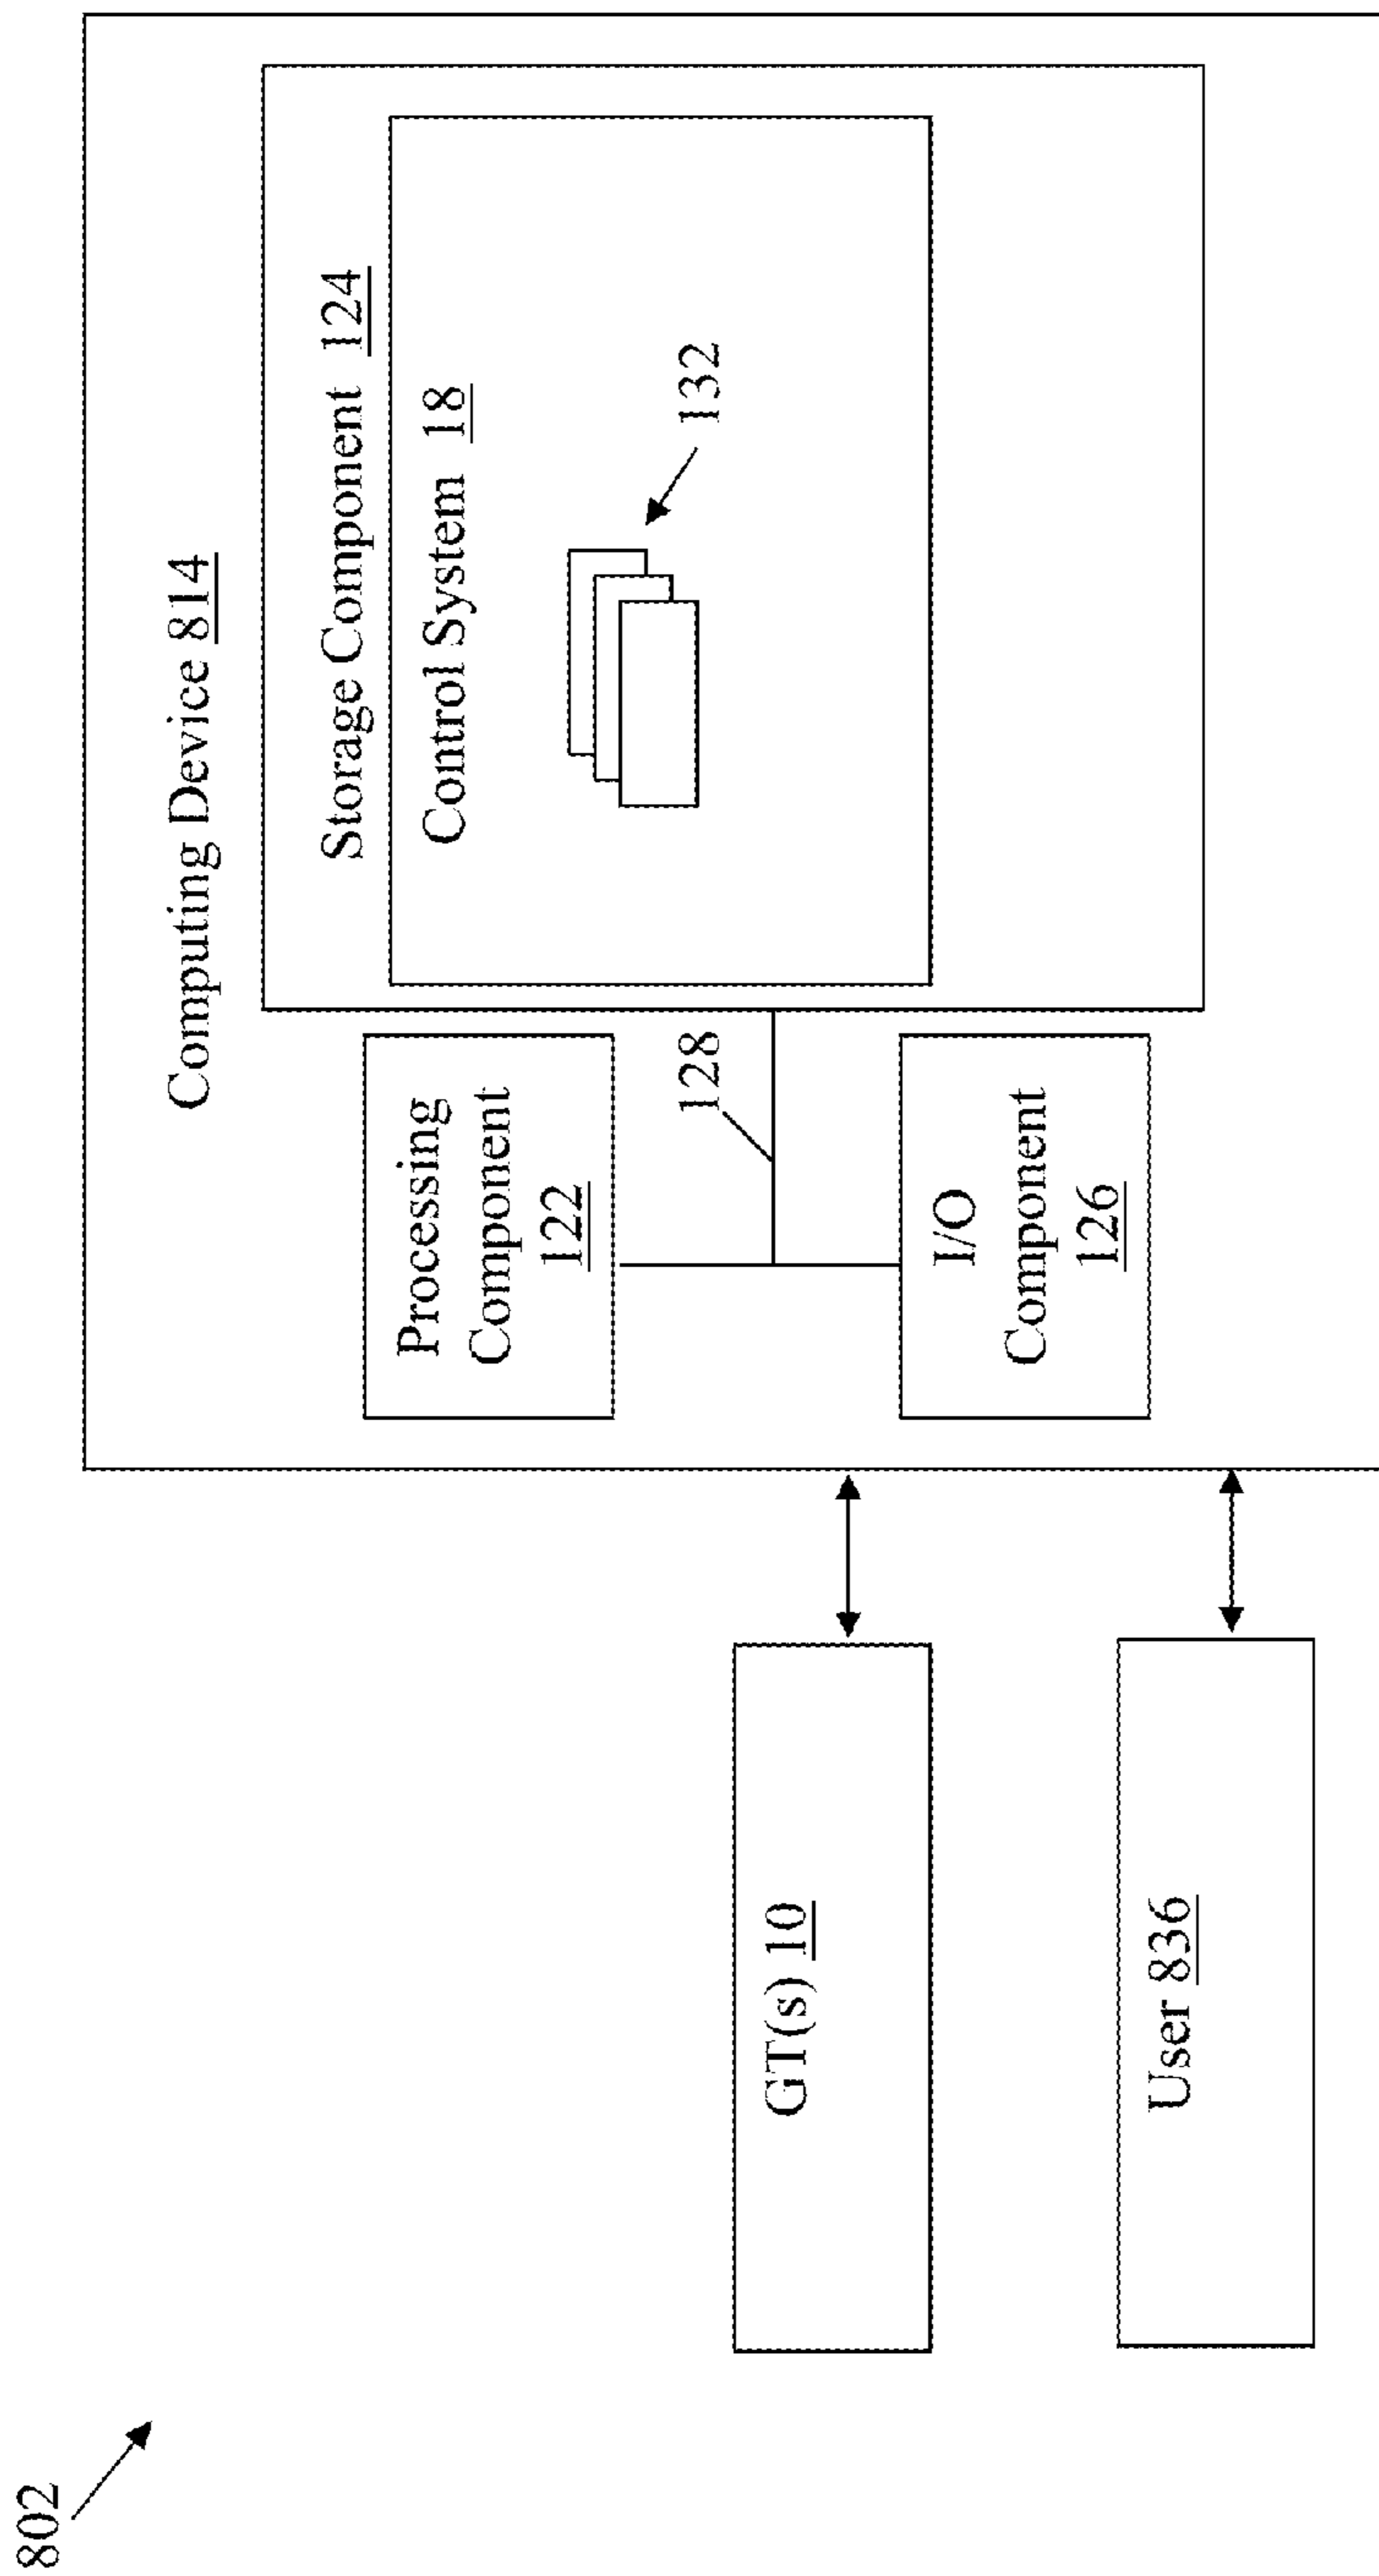 802
Computing Device 814
Storage Component 124
Control System 18
132
Processing
Component
122
128
I/O
Component
126
GT(s) 10
User 836